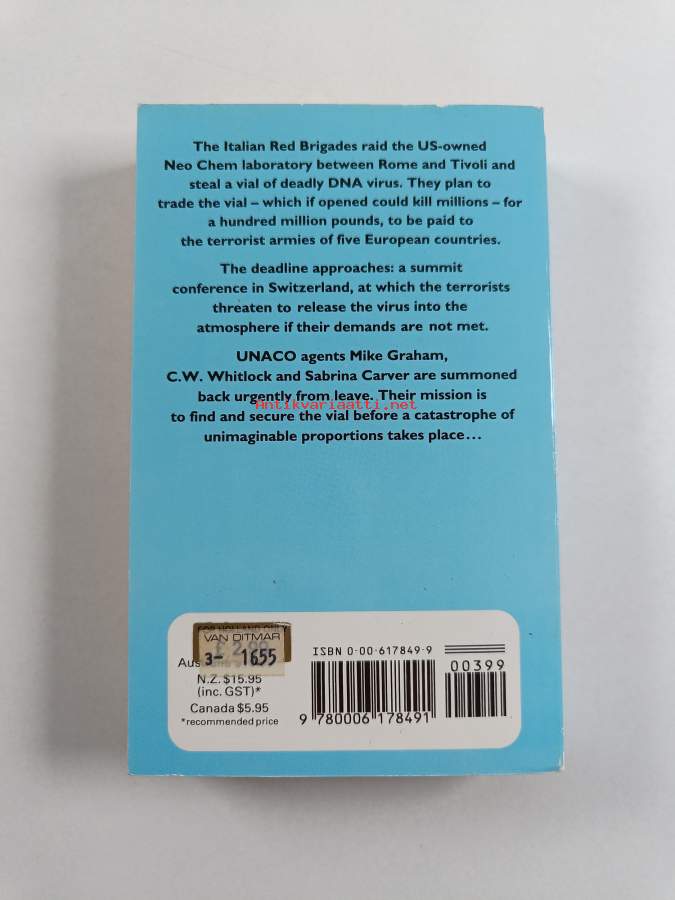 The Italian Red Brigades raid the US-owned
Neo Chem laboratory between Rome and Tivoli and
steal a vial of deadly DNA virus. They plan to
trade the vial – which if opened could kill millions – for
a hundred million pounds, to be paid to
the terrorist armies of five European countries.
The deadline approaches: a summit
conference in Switzerland, at which the terrorists
threaten to release the virus into the
atmosphere if their demands are not met.
UNACO agents Mike Graham,
C.W. Whitlock and Sabrina Carver are summoned
back urgently from leave. Their mission is
Antikvariaatti.net
to find and secure the vial before a catastrophe of
unimaginable proportions takes place...
FOR HOLLAND ONLY
VAN DITMAR
3- 1655
N.Z. $15.95
(inc. GST)*
Canada $5.95
*recommended price
ISBN 0-00-617849-9
00399
9 780006 178491